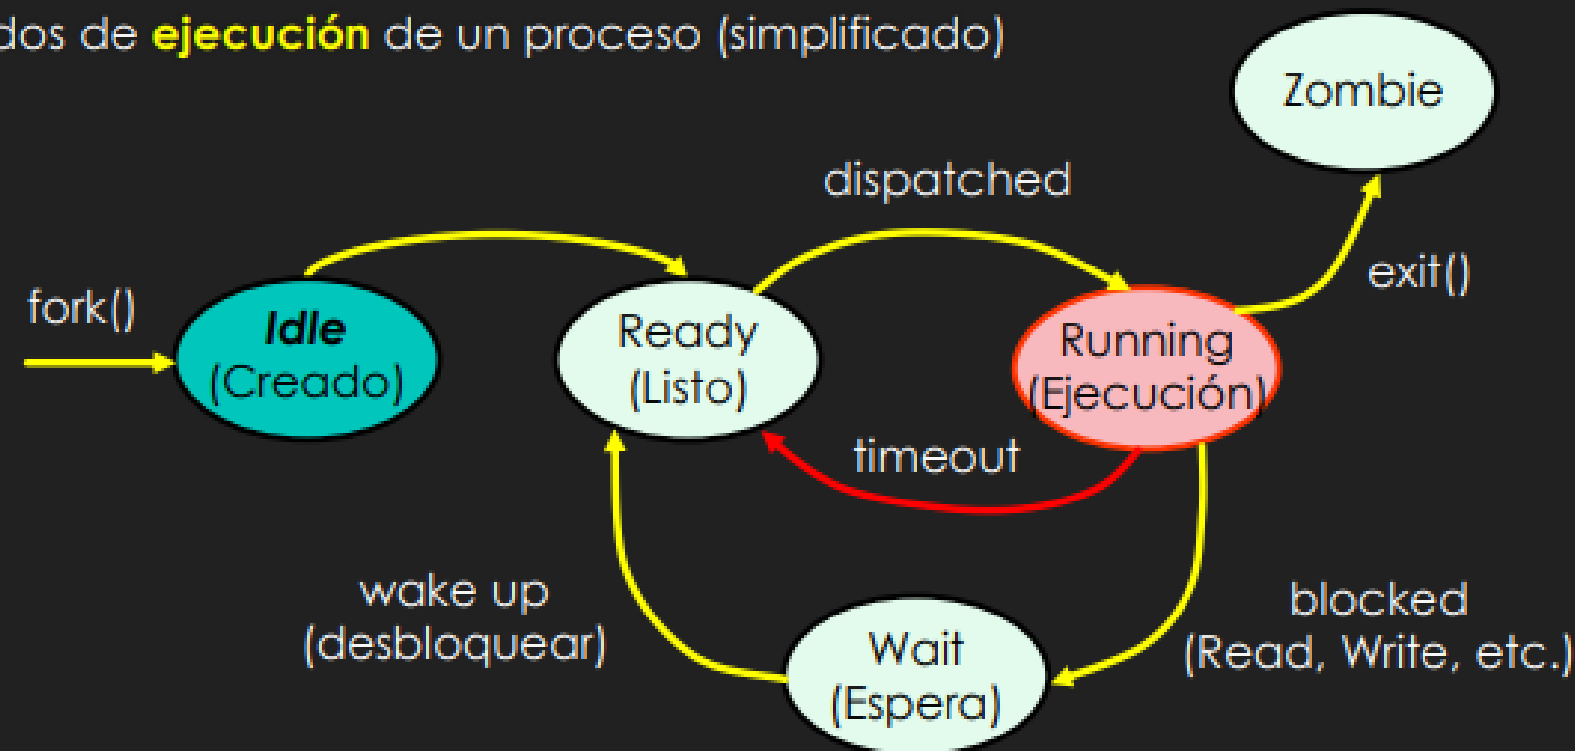 de ejecución de un proceso (simplificado)
Zombie
dispatched
exit()
fork()
Idle
(Creado)
Ready
(Listo)
Running
(Ejecución)
timeout
wake up
(desbloquear)
blocked
(Read, Write, etc.)
Wait
(Espera)